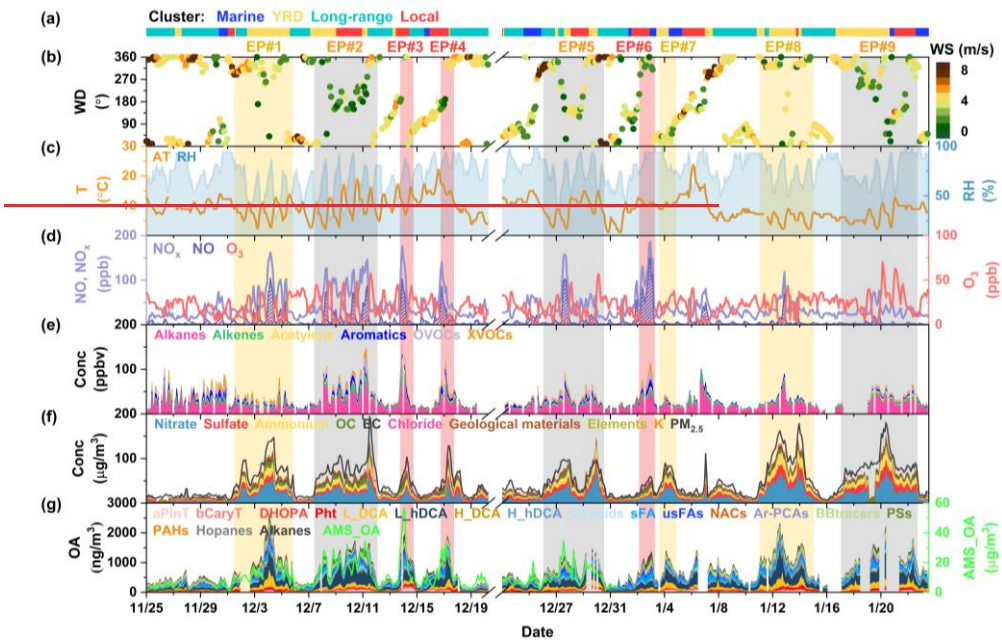 (a) Cluster: Marine YRD Long-range Local
EP#1 EP#2 EP#3 EP#4 EP#5 EP#6 EP#7 EP#8 EP#9 WS (m/s)
(b) 360 270 180 90 WD (°) 8 6 4 2 0
(c) AT RH 30 20 10 T (°C) 100 50 RH (%)
(d) NOx NO O3 200 100 NO, NOx (ppb) 100 50 0 O3 (ppb)
(e) Alkanes Alkenes Acetylene Aromatics OVOCs XVOCs
200 100 Conc (ppbv)
(f) Nitrate Sulfate Ammonium OC EC Chloride Geological materials Elements K PM2.5
200 100 Conc (μg/m3)
(g) aPinT bCaryT DHOPA Pht L_DCA L_hDCA H_DCA H_hDCA sFA usFAs NACs Ar-PCAs BBtracers PSs
PAHs Hopanes Alkanes AMS_OA
3000 2000 1000 0 OA (ng/m3) 60 40 20 0 AMS_OA (μg/m3)
11/25 11/29 12/3 12/7 12/11 12/15 12/19 12/27 12/31 1/4 1/8 1/12 1/16 1/20
Date